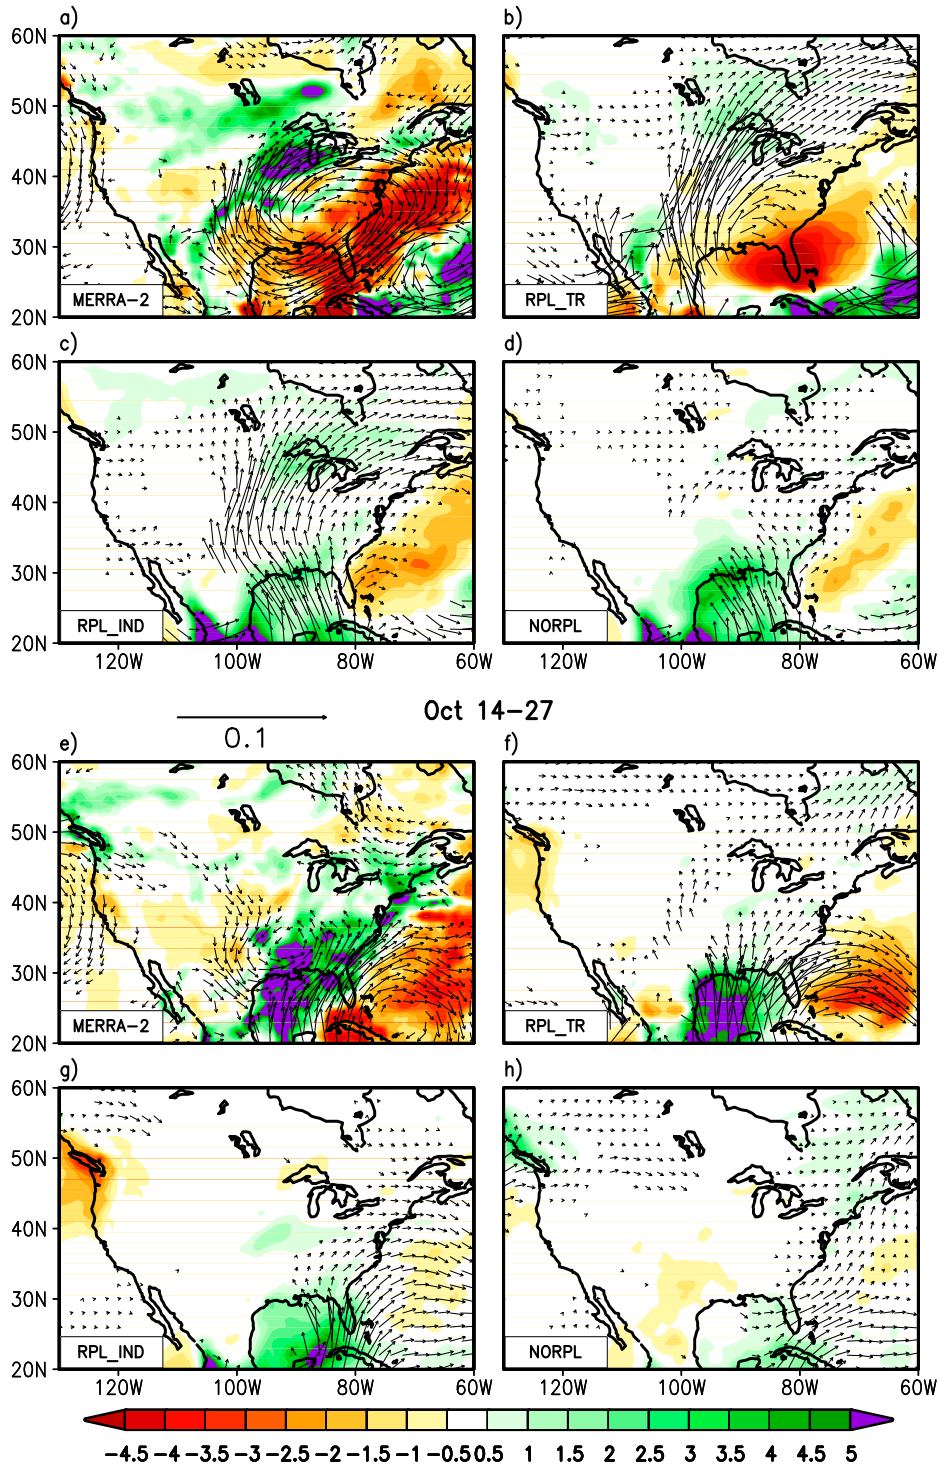 a) b)
60N
50N
40N
30N
20N
MERRA-2 RPL_TR
c) d)
60N
50N
40N
30N
20N
RPL_IND NORPL
120W 100W 80W 60W 120W 100W 80W 60W
Oct 14-27
0.1
e) f)
60N
50N
40N
30N
20N
MERRA-2 RPL_TR
g) h)
60N
50N
40N
30N
20N
RPL_IND NORPL
120W 100W 80W 60W 120W 100W 80W 60W
-4.5 -4 -3.5 -3 -2.5 -2 -1.5 -1 -0.5 0.5 1 1.5 2 2.5 3 3.5 4 4.5 5